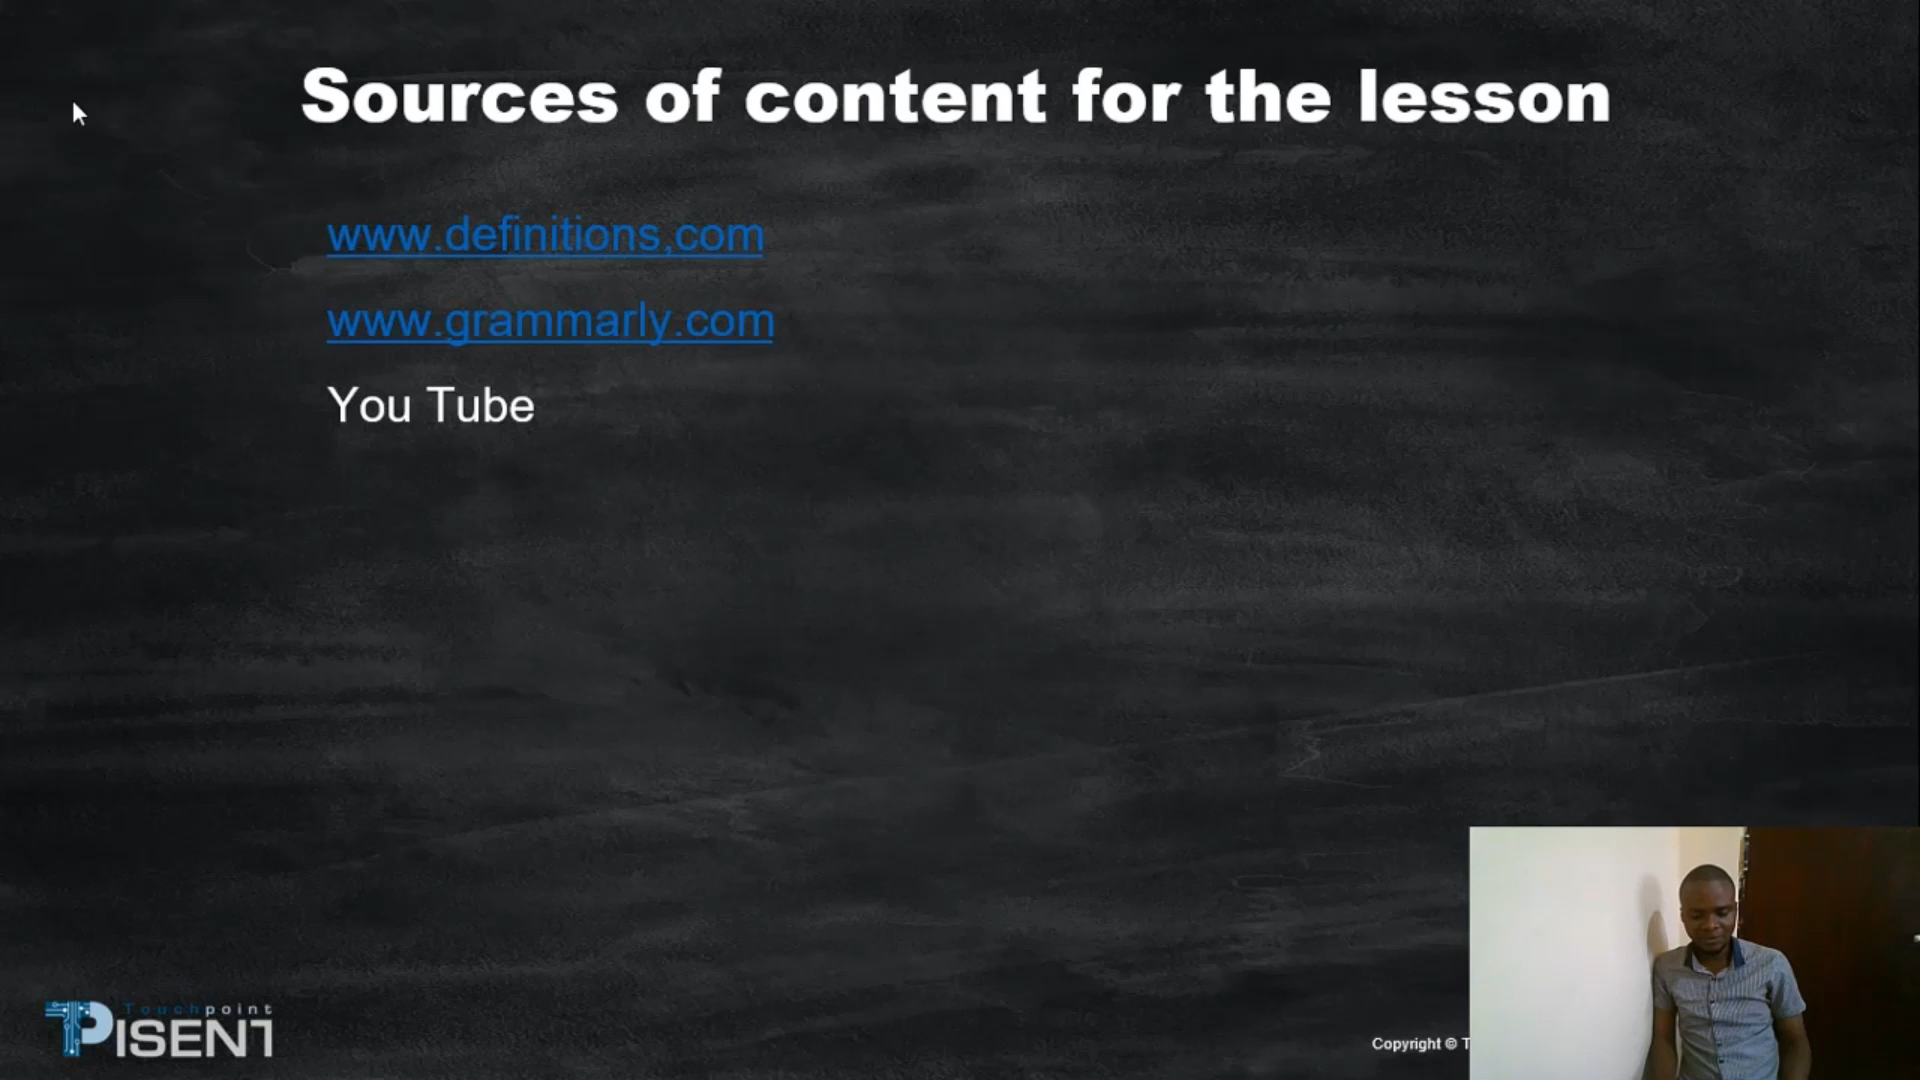 Sources of content for the lesson
www.definitions,com
www.grammarly.com
You Tube
Touchpoint
PISENT
Copyright © T